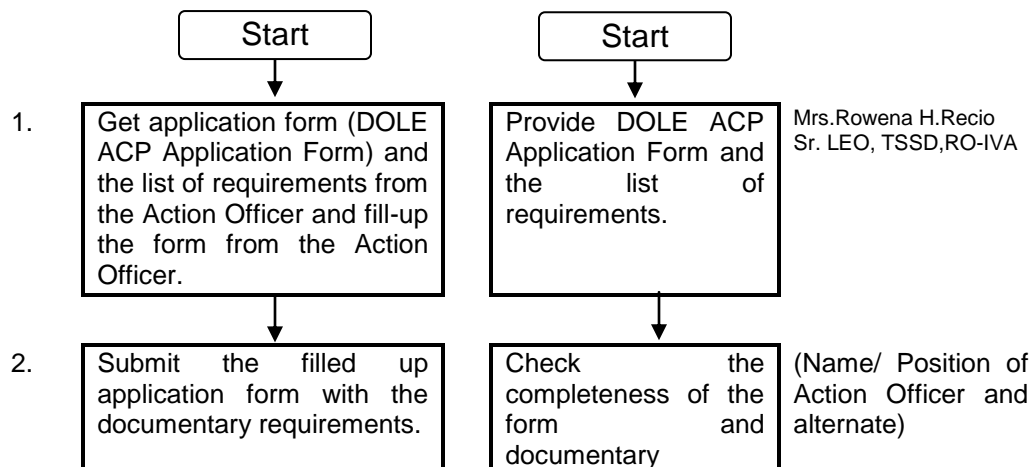 Start
Start
1.
Get application form (DOLE
ACP Application Form) and
the list of requirements from
the Action Officer and fill-up
the form from the Action
Officer.
Provide DOLE ACP
Application Form and
the list of
requirements.
Mrs.Rowena H.Recio
Sr. LEO, TSSD,RO-IVA
2.
Submit the filled up
application form with the
documentary requirements.
Check the
completeness of the
form and
documentary
(Name/ Position of
Action Officer and
alternate)